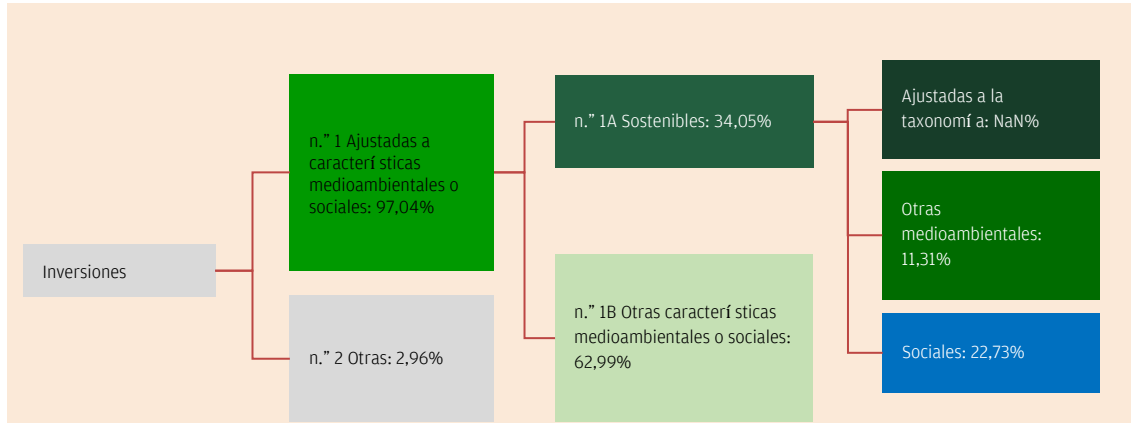 Inversiones
n.” 1 Ajustadas a
caracterí sticas
medioambientales o
sociales: 97,04%
n.” 2 Otras: 2,96%
n.” 1A Sostenibles: 34,05%
n.” 1B Otras caracterí sticas
medioambientales o sociales:
62,99%
Ajustadas a la
taxonomí a: NaN%
Otras
medioambientales:
11,31%
Sociales: 22,73%